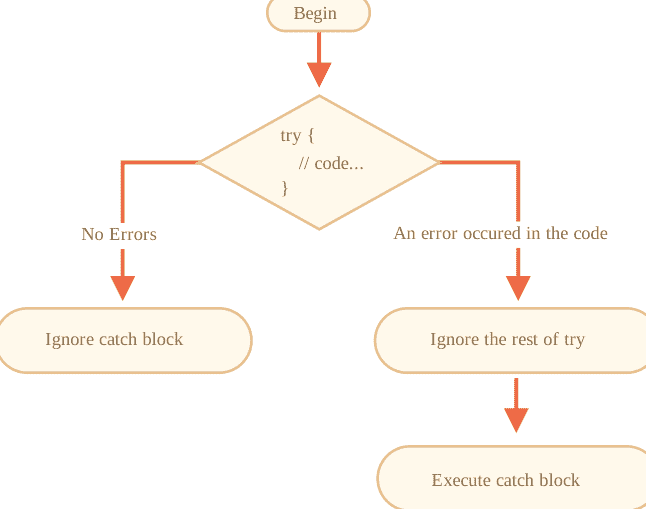 Begin
try {
// code...
}
No Errors
An error occured in the code
Ignore catch block
Ignore the rest of try
Execute catch block